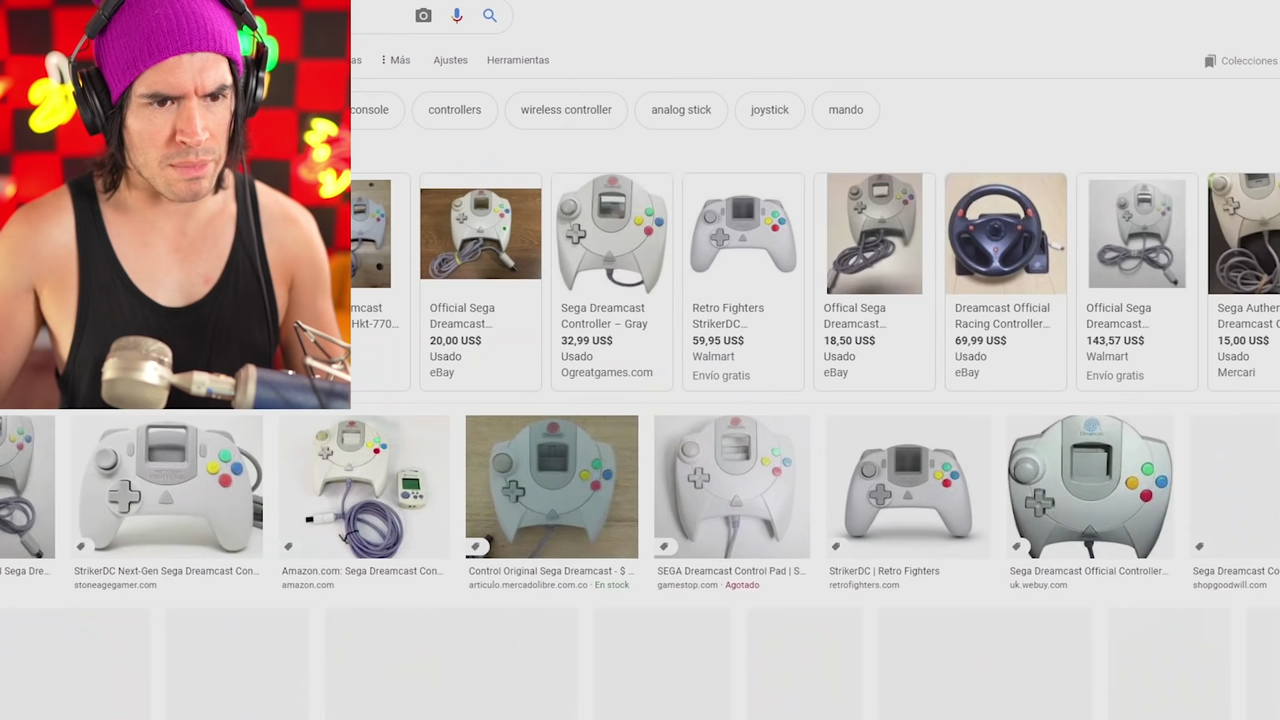 as
Más
Ajustes
Herramientas
Colecciones
console
controllers
wireless controller
analog stick
joystick
mando
mcast
Hkt-770...
Official Sega
Dreamcast...
20,00 US$
Usado
eBay
Sega Dreamcast
Controller – Gray
32,99 US$
Usado
Ogreatgames.com
Retro Fighters
StrikerDC...
59,95 US$
Walmart
Envío gratis
Offical Sega
Dreamcast...
18,50 US$
Usado
eBay
Dreamcast Official
Racing Controller...
69,99 US$
Usado
eBay
Official Sega
Dreamcast...
143,57 US$
Walmart
Envío gratis
Sega Authen
Dreamcast C
15,00 US$
Usado
Mercari
l Sega Dre...
StrikerDC Next-Gen Sega Dreamcast Con...
stoneagegamer.com
Amazon.com: Sega Dreamcast Con...
amazon.com
Control Original Sega Dreamcast - $ ...
articulo.mercadolibre.com.co · En stock
SEGA Dreamcast Control Pad | S...
gamestop.com · Agotado
StrikerDC | Retro Fighters
retrofighters.com
Sega Dreamcast Official Controller...
uk.webuy.com
Sega Dreamcast Co
shopgoodwill.com